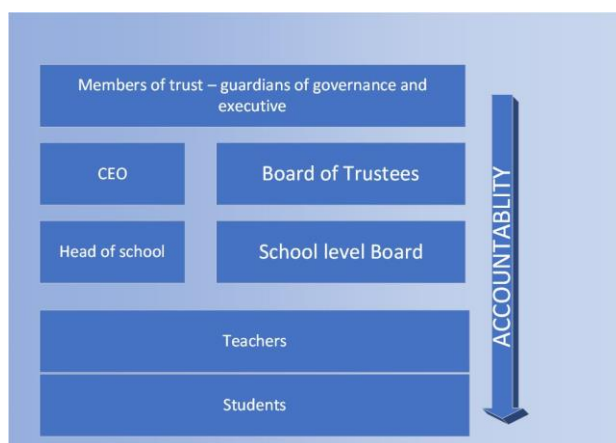 Members of trust – guardians of governance and
executive
CEO
Board of Trustees
Head of school
School level Board
Teachers
Students
ACCOUNTABLITY